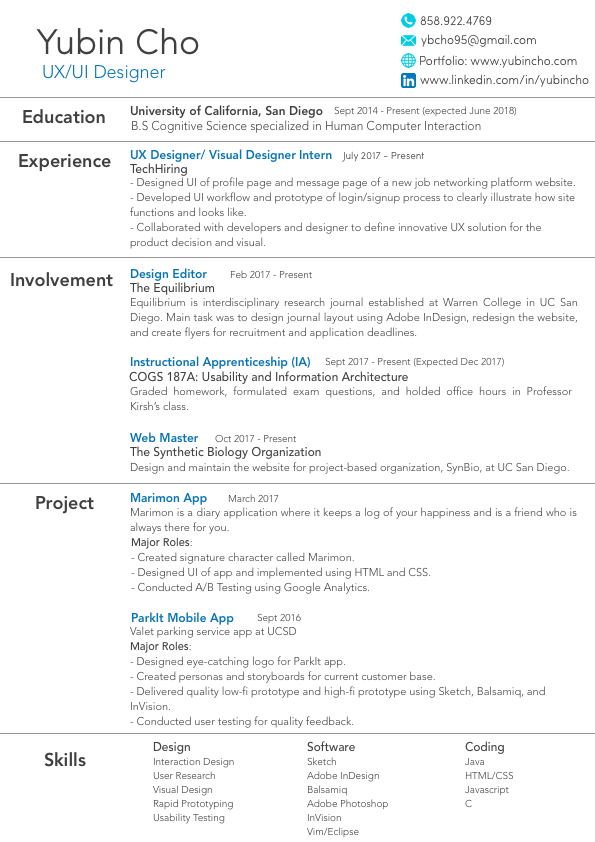 Yubin Cho
UX/UI Designer
858.922.4769
ybcho95@gmail.com
Portfolio: www.yubincho.com
in www.linkedin.com/in/yubincho
Education
University of California, San Diego Sept 2014 - Present (expected June 2018)
B.S Cognitive Science specialized in Human Computer Interaction
Experience
UX Designer/ Visual Designer Intern July 2017 – Present
TechHiring
- Designed UI of profile page and message page of a new job networking platform website.
- Developed UI workflow and prototype of login/signup process to clearly illustrate how site
functions and looks like.
- Collaborated with developers and designer to define innovative UX solution for the
product decision and visual.
Involvement
Design Editor Feb 2017 - Present
The Equilibrium
Equilibrium is interdisciplinary research journal established at Warren College in UC San
Diego. Main task was to design journal layout using Adobe InDesign, redesign the website,
and create flyers for recruitment and application deadlines.
Instructional Apprenticeship (IA) Sept 2017 - Present (Expected Dec 2017)
COGS 187A: Usability and Information Architecture
Graded homework, formulated exam questions, and holded office hours in Professor
Kirsh's class.
Web Master Oct 2017 - Present
The Synthetic Biology Organization
Design and maintain the website for project-based organization, SynBio, at UC San Diego.
Project
Marimon App March 2017
Marimon is a diary application where it keeps a log of your happiness and is a friend who is
always there for you.
Major Roles:
- Created signature character called Marimon.
- Designed UI of app and implemented using HTML and CSS.
- Conducted A/B Testing using Google Analytics.
ParkIt Mobile App Sept 2016
Valet parking service app at UCSD
Major Roles:
- Designed eye-catching logo for ParkIt app.
- Created personas and storyboards for current customer base.
- Delivered quality low-fi prototype and high-fi prototype using Sketch, Balsamiq, and
InVision.
- Conducted user testing for quality feedback.
Skills
Design
Interaction Design
User Research
Visual Design
Rapid Prototyping
Usability Testing
Software
Sketch
Adobe InDesign
Balsamiq
Adobe Photoshop
InVision
Vim/Eclipse
Coding
Java
HTML/CSS
Javascript
C